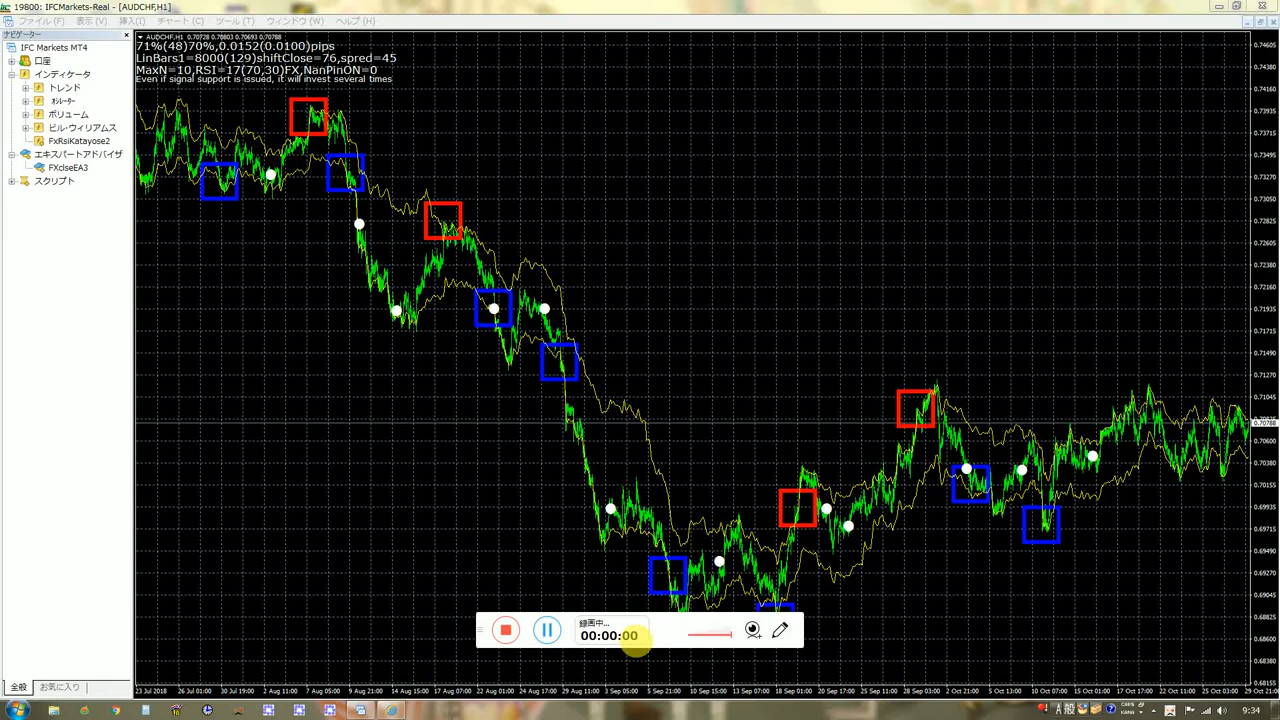 19800: IFCMarkets-Real - [AUDCHF,H1]
ファイル (F) 表示 (V) 挿入(I) チャート (C) ツール (T) ウィンドウ (W) ヘルプ (H)
ナビゲーター
IFC Markets MT4
口座
インディケータ
トレンド
オシレーター
ボリューム
ビル・ウィリアムス
FxRsiKatayose2
エキスパートアドバイザ
FXclseEA3
スクリプト
全般 お気に入り
AUDCHF,H1 0.70728 0.70803 0.70693 0.70788
71%(48)70%,0.0152(0.0100)pips
LinBars1=8000(129)shiftClose=76,spred=45
MaxN=10,RSI=17(70,30)FX,NanPinON=0
Even if signal support is issued, it will invest several times
0.74605
0.74380
0.74160
0.73935
0.73715
0.73495
0.73270
0.73050
0.72825
0.72605
0.72380
0.72160
0.71935
0.71715
0.71490
0.71270
0.71045
0.70788
0.70600
0.70380
0.70155
0.69935
0.69715
0.69490
0.69270
0.69045
0.68825
0.68600
0.68380
0.68155
録画中...
00:00:00
23 Jul 2018 26 Jul 01:00 30 Jul 19:00 2 Aug 11:00 7 Aug 05:00 9 Aug 21:00 14 Aug 15:00 17 Aug 07:00 22 Aug 01:00 24 Aug 17:00 29 Aug 11:00 3 Sep 05:00 5 Sep 21:00 10 Sep 15:00 13 Sep 07:00 18 Sep 01:00 20 Sep 17:00 25 Sep 11:00 28 Sep 03:00 2 Oct 21:00 5 Oct 13:00 10 Oct 07:00 15 Oct 01:00 17 Oct 19:00 22 Oct 11:00 25 Oct 03:00 29 Oct 21:00
A 般
CAPS
KANA
9:34